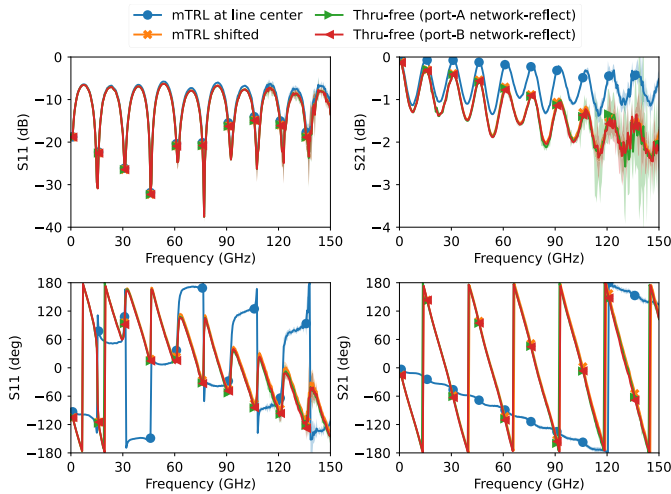 mTRL at line center
mTRL shifted
Thru-free (port-A network-reflect)
Thru-free (port-B network-reflect)
0
−10
−20
−30
−40
S11 (dB)
0 30 60 90 120 150
Frequency (GHz)
0
−1
−2
−3
−4
S21 (dB)
0 30 60 90 120 150
Frequency (GHz)
180
120
60
0
−60
−120
−180
S11 (deg)
0 30 60 90 120 150
Frequency (GHz)
180
120
60
0
−60
−120
−180
S21 (deg)
0 30 60 90 120 150
Frequency (GHz)